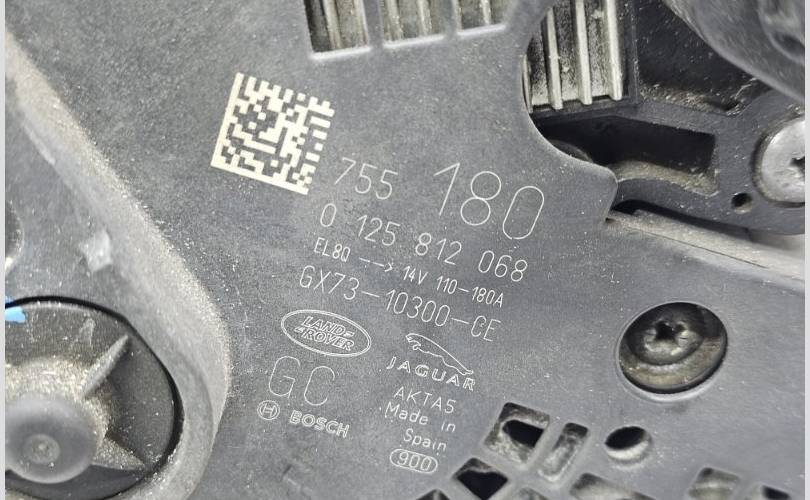 755 180
0 125 812 068
EL80 --> 14V 110-180A
GX73-10300-CE
LAND-
-ROVER
JAGUAR
GC
AKTA5
BOSCH
Made in
Spain
900